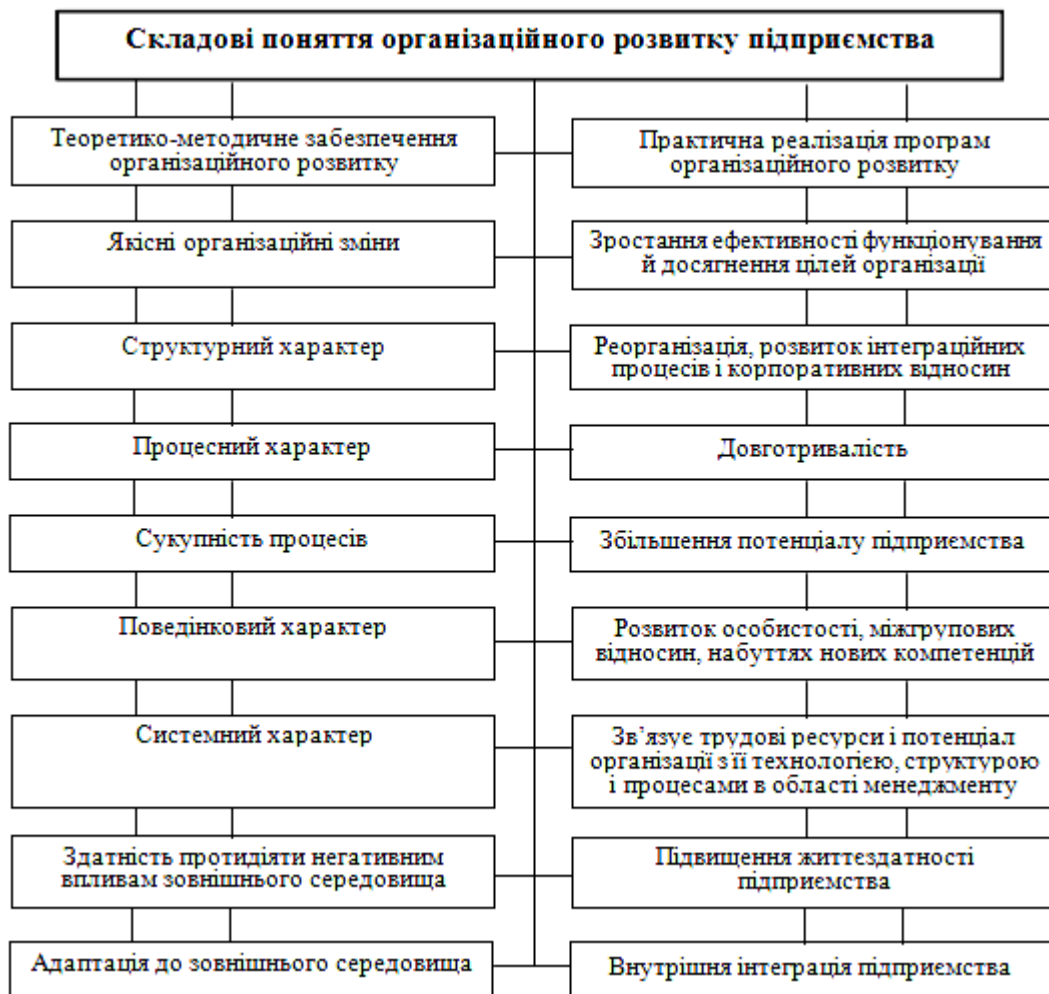 Складові поняття організаційного розвитку підприємства
Теоретико-методичне забезпечення
організаційного розвитку
Практична реалізація програм
організаційного розвитку
Якісні організаційні зміни
Зростання ефективності функціонування
й досягнення цілей організації
Структурний характер
Реорганізація, розвиток інтеграційних
процесів і корпоративних відносин
Процесний характер
Довготривалість
Сукупність процесів
Збільшення потенціалу підприємства
Поведінковий характер
Розвиток особистості, міжгрупових
відносин, набуттях нових компетенцій
Системний характер
Зв’язує трудові ресурси і потенціал
організації з її технологією, структурою
і процесами в області менеджменту
Здатність протидіяти негативним
впливам зовнішнього середовища
Підвищення життєздатності
підприємства
Адаптація до зовнішнього середовища
Внутрішня інтеграція підприємства